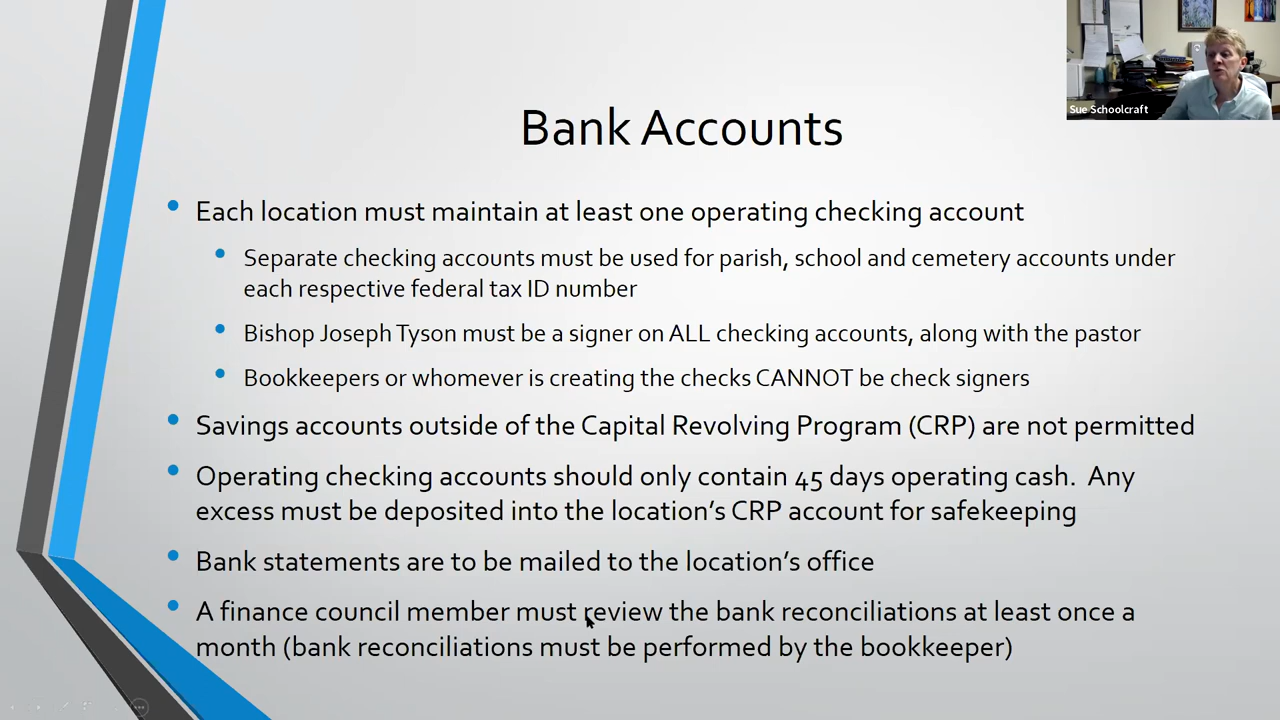 Sue Schoolcraft
Bank Accounts
Each location must maintain at least one operating checking account
Separate checking accounts must be used for parish, school and cemetery accounts under
each respective federal tax ID number
Bishop Joseph Tyson must be a signer on ALL checking accounts, along with the pastor
Bookkeepers or whomever is creating the checks CANNOT be check signers
Savings accounts outside of the Capital Revolving Program (CRP) are not permitted
Operating checking accounts should only contain 45 days operating cash.  Any
excess must be deposited into the location’s CRP account for safekeeping
Bank statements are to be mailed to the location’s office
A finance council member must review the bank reconciliations at least once a
month (bank reconciliations must be performed by the bookkeeper)